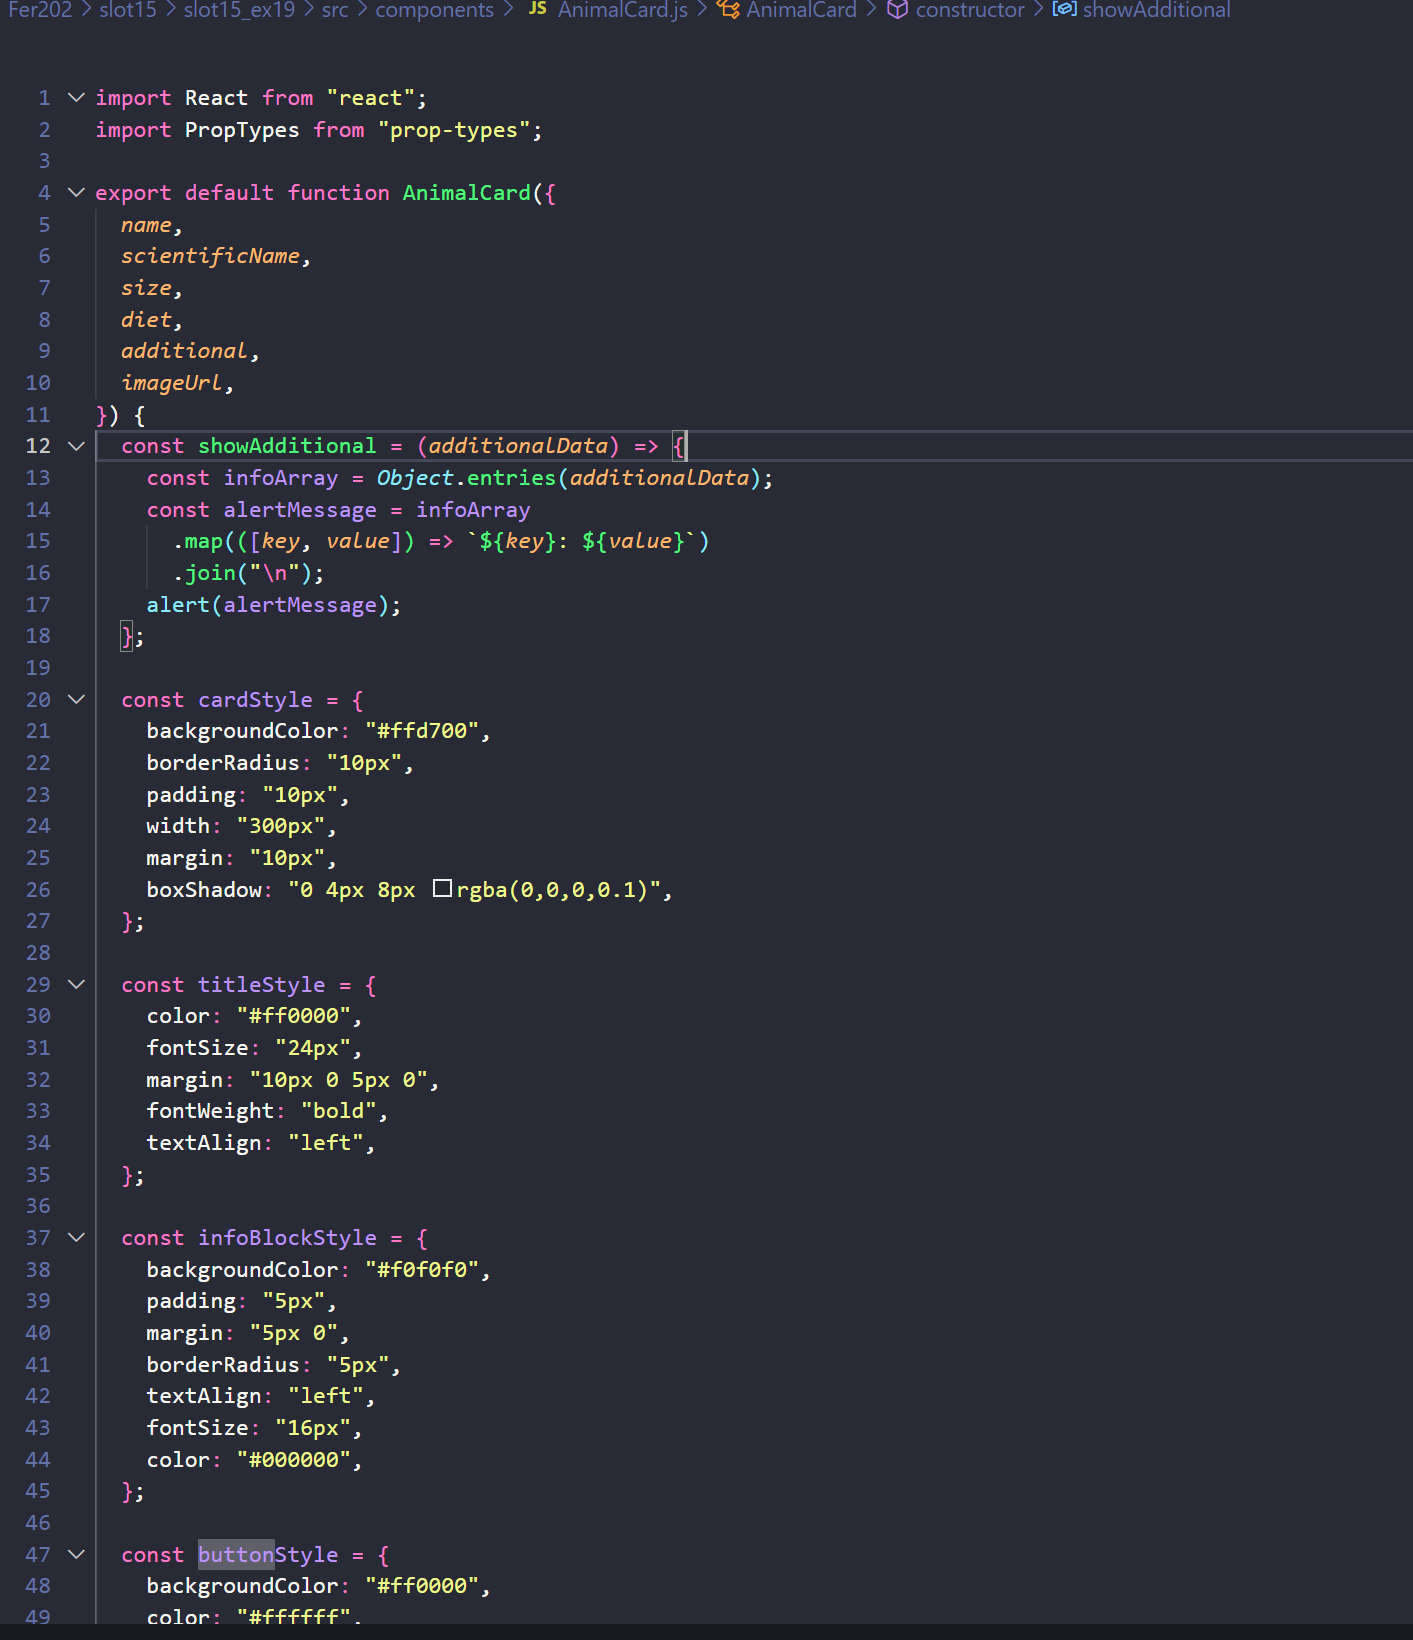 Fer202 > slot15 > slot15_ex19 > src > components > JS AnimalCard.js > AnimalCard > constructor > showAdditional
1 import React from "react";
2 import PropTypes from "prop-types";
3
4 export default function AnimalCard({
5 name,
6 scientificName,
7 size,
8 diet,
9 additional,
10 imageUrl,
11 }) {
12 const showAdditional = (additionalData) => {
13 const infoArray = Object.entries(additionalData);
14 const alertMessage = infoArray
15 .map(([key, value]) => `${key}: ${value}`)
16 .join("\n");
17 alert(alertMessage);
18 };
19
20 const cardStyle = {
21 backgroundColor: "#ffd700",
22 borderRadius: "10px",
23 padding: "10px",
24 width: "300px",
25 margin: "10px",
26 boxShadow: "0 4px 8px rgba(0,0,0,0.1)",
27 };
28
29 const titleStyle = {
30 color: "#ff0000",
31 fontSize: "24px",
32 margin: "10px 0 5px 0",
33 fontWeight: "bold",
34 textAlign: "left",
35 };
36
37 const infoBlockStyle = {
38 backgroundColor: "#f0f0f0",
39 padding: "5px",
40 margin: "5px 0",
41 borderRadius: "5px",
42 textAlign: "left",
43 fontSize: "16px",
44 color: "#000000",
45 };
46
47 const buttonStyle = {
48 backgroundColor: "#ff0000",
49 color: "#ffffff",